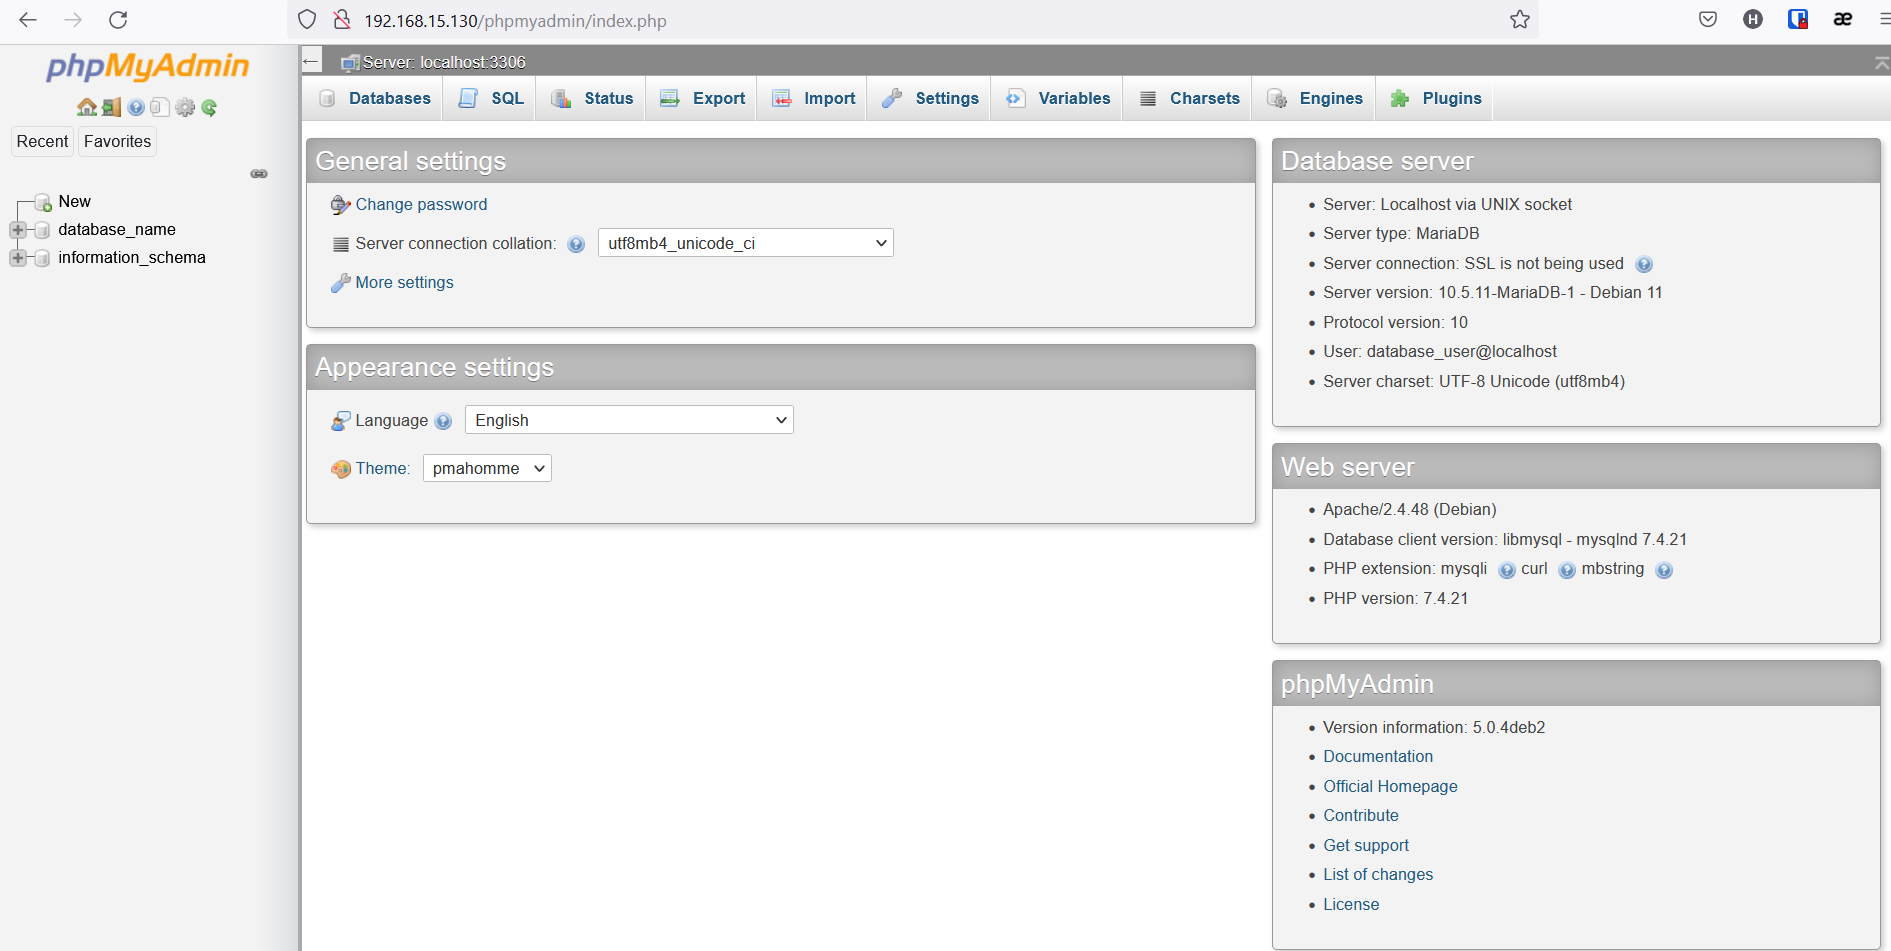 192.168.15.130/phpmyadmin/index.php
H
æ
phpMyAdmin
Recent
Favorites
New
database_name
information_schema
Server: localhost:3306
Databases
SQL
Status
Export
Import
Settings
Variables
Charsets
Engines
Plugins
General settings
Change password
Server connection collation:
utf8mb4_unicode_ci
More settings
Appearance settings
Language
English
Theme:
pmahomme
Database server
Server: Localhost via UNIX socket
Server type: MariaDB
Server connection: SSL is not being used
Server version: 10.5.11-MariaDB-1 - Debian 11
Protocol version: 10
User: database_user@localhost
Server charset: UTF-8 Unicode (utf8mb4)
Web server
Apache/2.4.48 (Debian)
Database client version: libmysql - mysqlnd 7.4.21
PHP extension: mysqli curl mbstring
PHP version: 7.4.21
phpMyAdmin
Version information: 5.0.4deb2
Documentation
Official Homepage
Contribute
Get support
List of changes
License